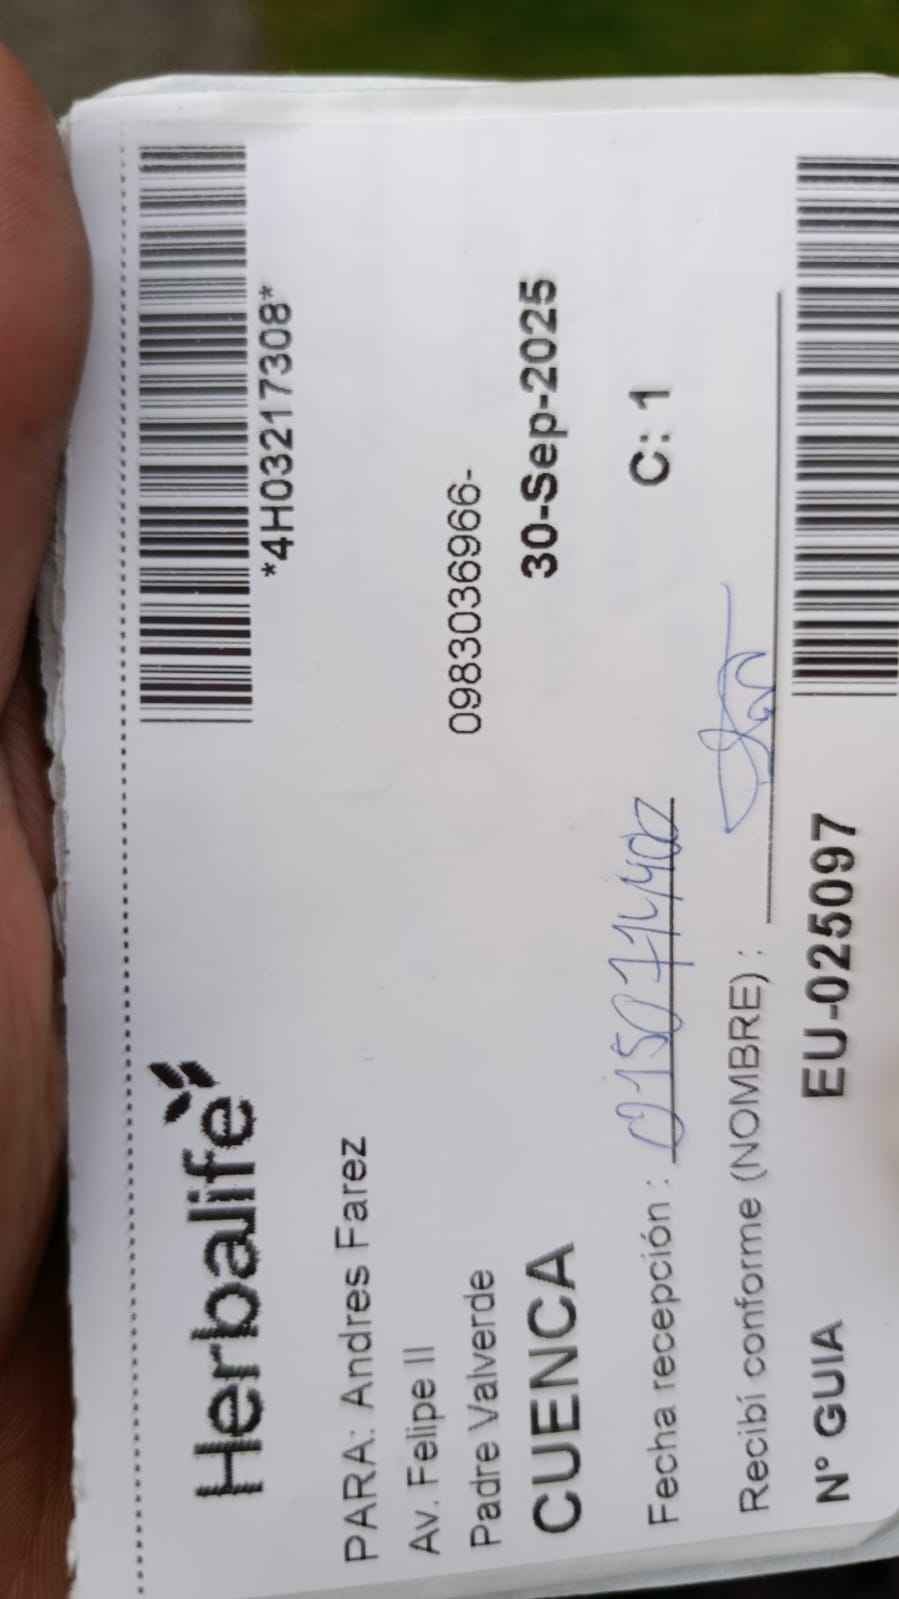 Herbalife
*4H03217308*
PARA: Andres Farez
Av. Felipe II
0983036966-
Padre Valverde
CUENCA 30-Sep-2025
C: 1
Fecha recepción :
Recibí conforme (NOMBRE) :
N° GUIA EU-025097